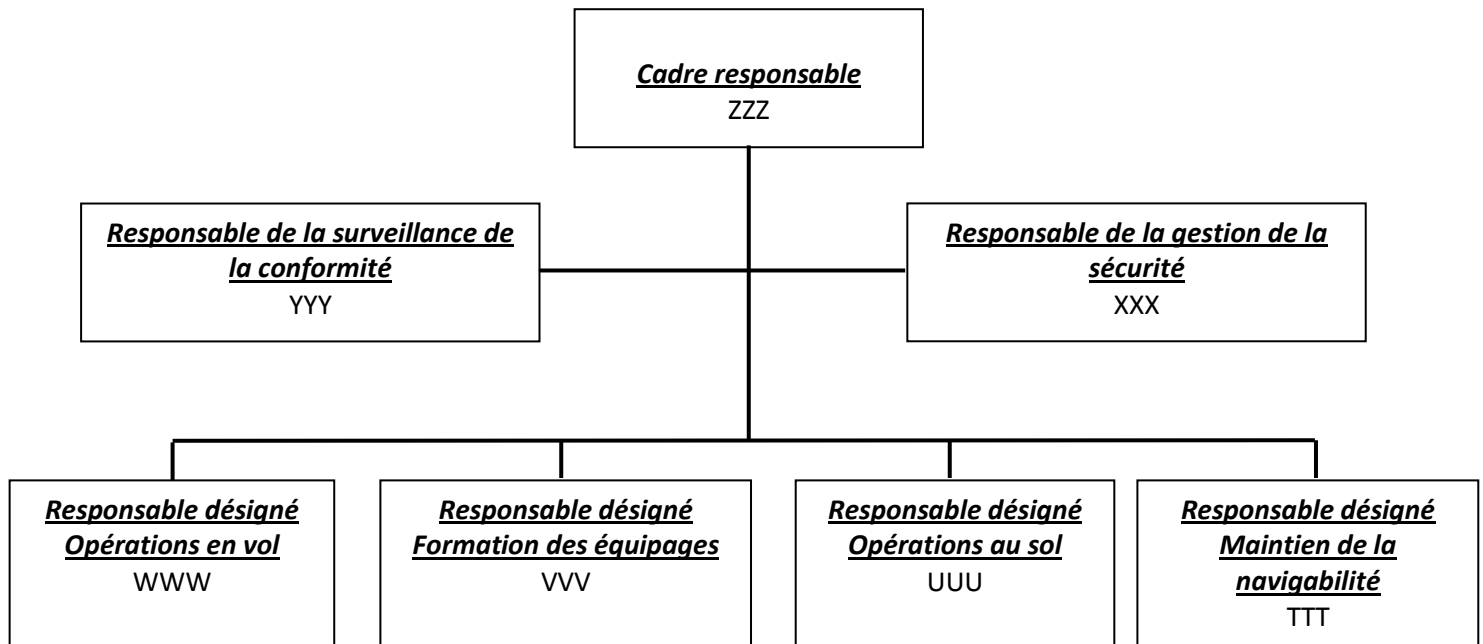 Cadre responsable
ZZZ
Responsable de la surveillance de
la conformité
YYY
Responsable de la gestion de la
sécurité
XXX
Responsable désigné
Opérations en vol
WWW
Responsable désigné
Formation des équipages
VVV
Responsable désigné
Opérations au sol
UUU
Responsable désigné
Maintien de la
navigabilité
TTT